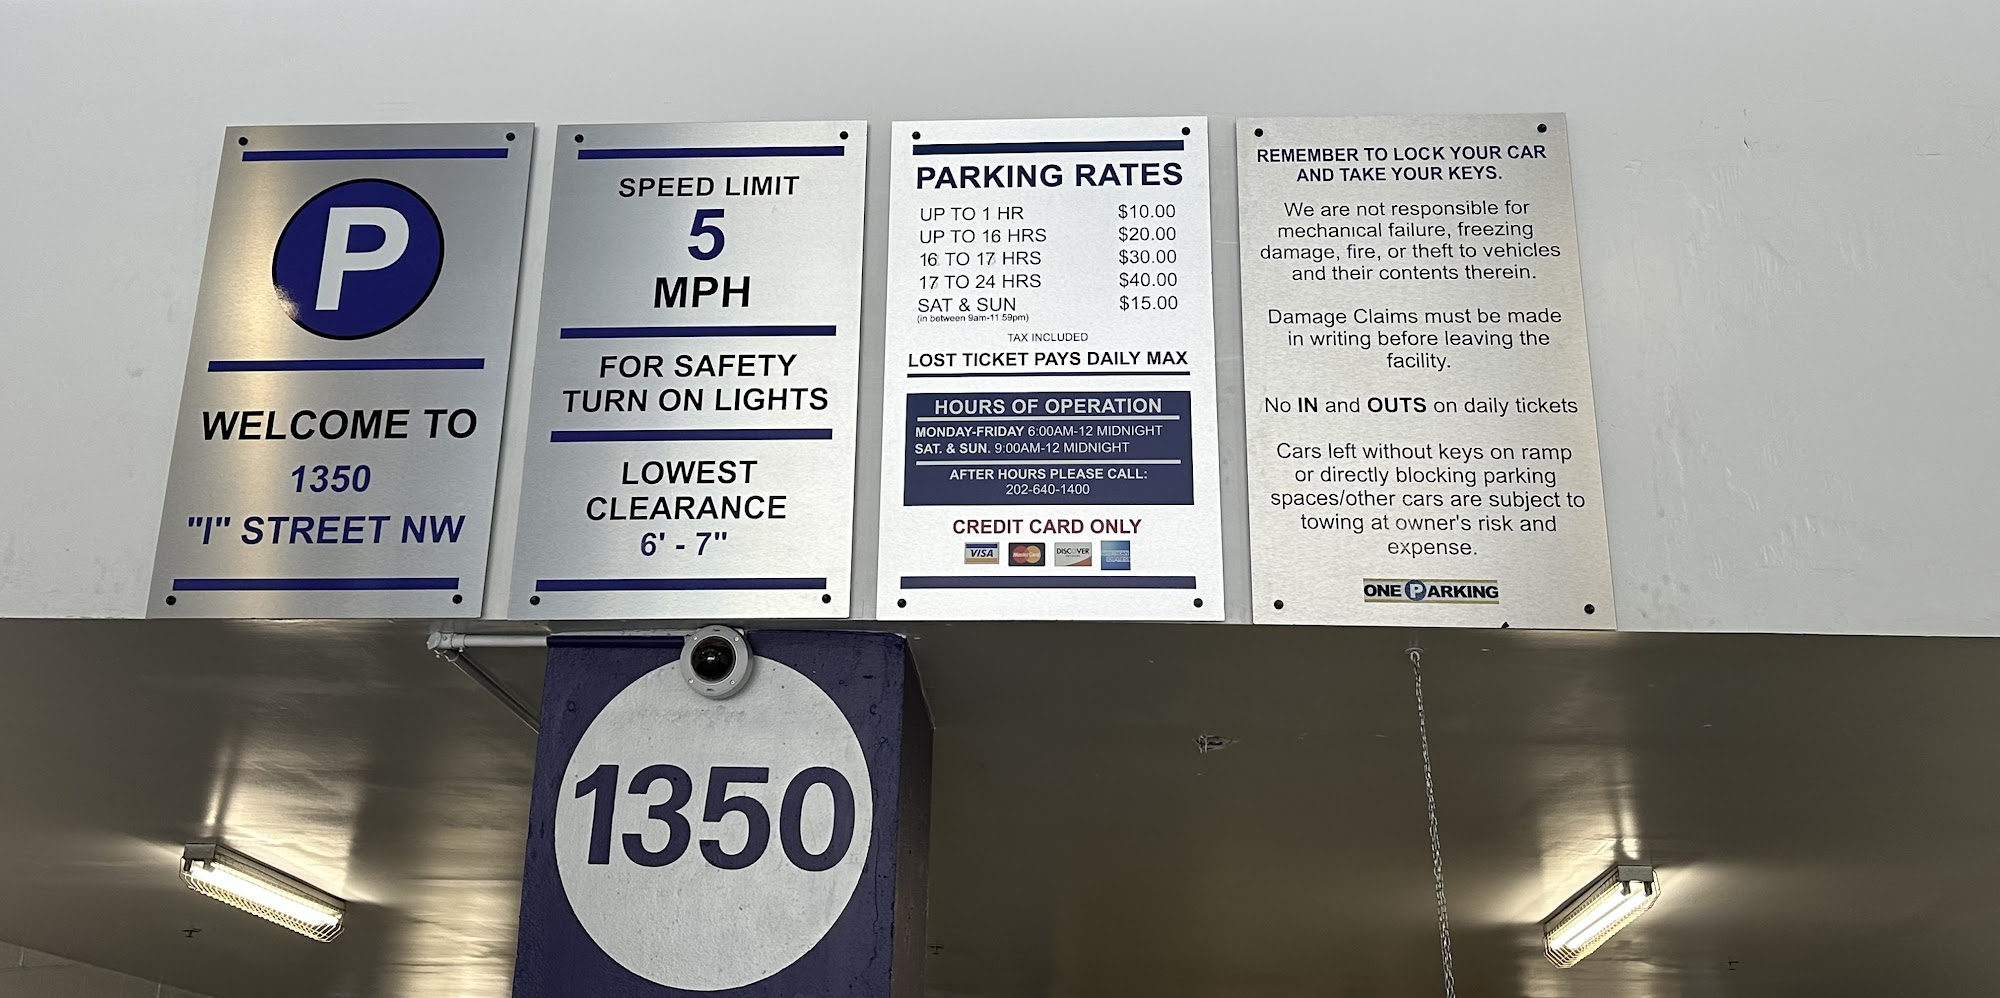 P
WELCOME TO
1350
"I" STREET NW
SPEED LIMIT
5
MPH
FOR SAFETY
TURN ON LIGHTS
LOWEST
CLEARANCE
6' - 7"
PARKING RATES
UP TO 1 HR $10.00
UP TO 16 HRS $20.00
16 TO 17 HRS $30.00
17 TO 24 HRS $40.00
SAT & SUN $15.00
(in between 9am-11:59pm)
TAX INCLUDED
LOST TICKET PAYS DAILY MAX
HOURS OF OPERATION
MONDAY-FRIDAY 6:00AM-12 MIDNIGHT
SAT. & SUN. 9:00AM-12 MIDNIGHT
AFTER HOURS PLEASE CALL:
202-640-1400
CREDIT CARD ONLY
VISA MasterCard DISCOVER AMERICAN EXPRESS
REMEMBER TO LOCK YOUR CAR
AND TAKE YOUR KEYS.
We are not responsible for
mechanical failure, freezing
damage, fire, or theft to vehicles
and their contents therein.
Damage Claims must be made
in writing before leaving the
facility.
No IN and OUTS on daily tickets
Cars left without keys on ramp
or directly blocking parking
spaces/other cars are subject to
towing at owner's risk and
expense.
ONE PARKING
1350